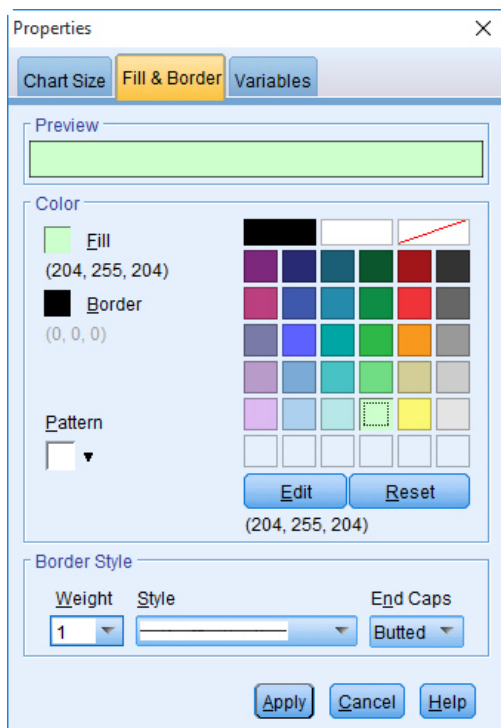 Properties
Chart Size Fill & Border Variables
Preview
Color
Fill
(204, 255, 204)
Border
(0, 0, 0)
Pattern
Edit Reset
(204, 255, 204)
Border Style
Weight Style End Caps
1 Butted
Apply Cancel Help